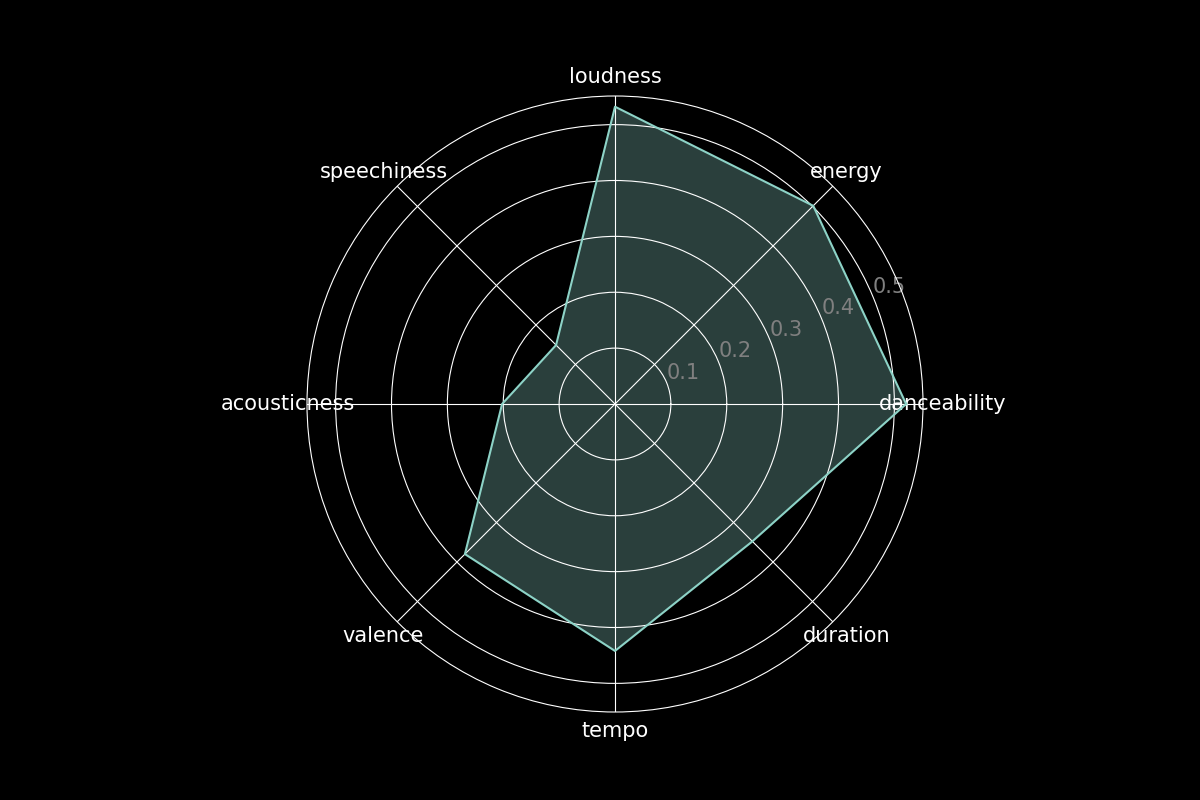 loudness
speechiness
energy
0.5
0.4
0.3
0.2
0.1
acousticness
danceability
valence
duration
tempo